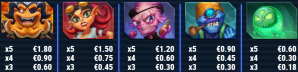 x5 €1.80 x5 €1.50 x5 €1.20 x5 €0.90 x5 €0.60
x4 €0.90 x4 €0.75 x4 €0.60 x4 €0.45 x4 €0.30
x3 €0.60 x3 €0.45 x3 €0.30 x3 €0.30 x3 €0.18